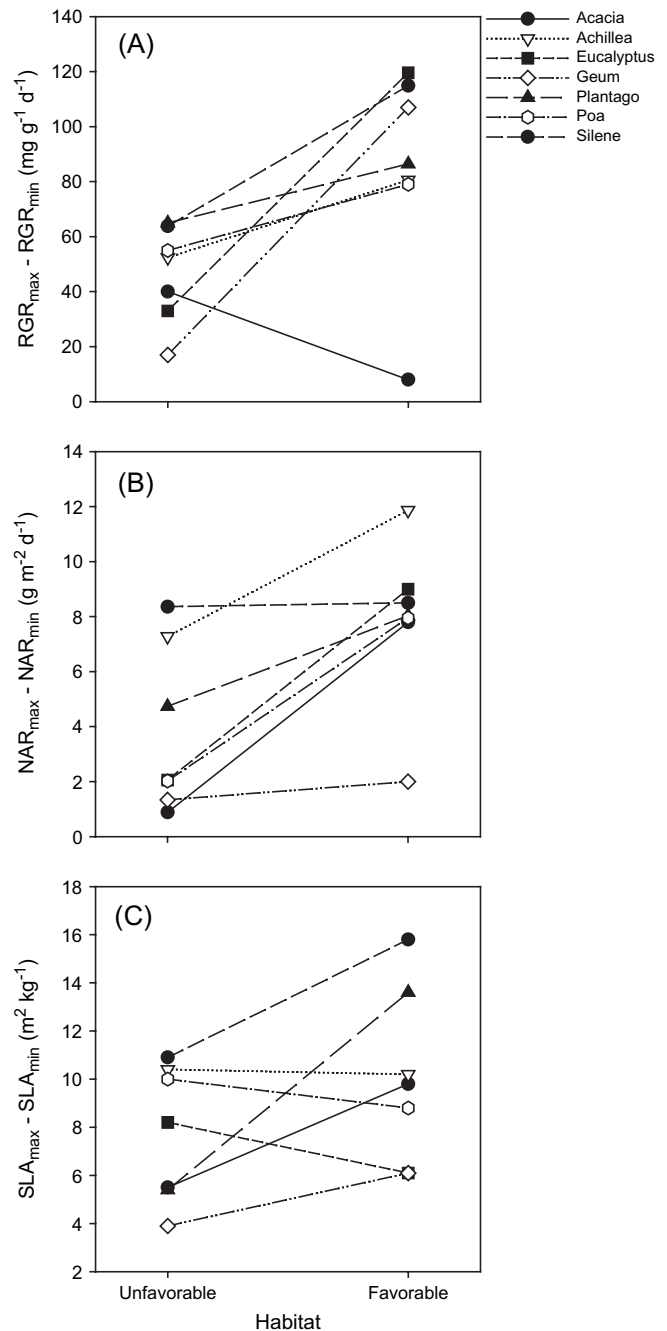 (A)
RGRmax - RGRmin (mg g-1 d-1)
140
120
100
80
60
40
20
0
Acacia
Achillea
Eucalyptus
Geum
Plantago
Poa
Silene
(B)
NARmax - NARmin (g m-2 d-1)
14
12
10
8
6
4
2
0
(C)
SLAmax - SLAmin (m2 kg-1)
18
16
14
12
10
8
6
4
2
Unfavorable Favorable
Habitat